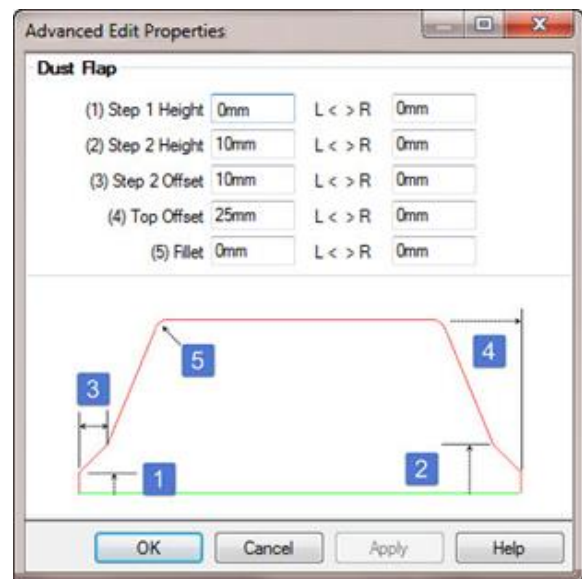 Advanced Edit Properties
Dust Flap
(1) Step 1 Height 0mm L < > R 0mm
(2) Step 2 Height 10mm L < > R 0mm
(3) Step 2 Offset 10mm L < > R 0mm
(4) Top Offset 25mm L < > R 0mm
(5) Fillet 0mm L < > R 0mm
5
4
3
2
1
OK Cancel Apply Help